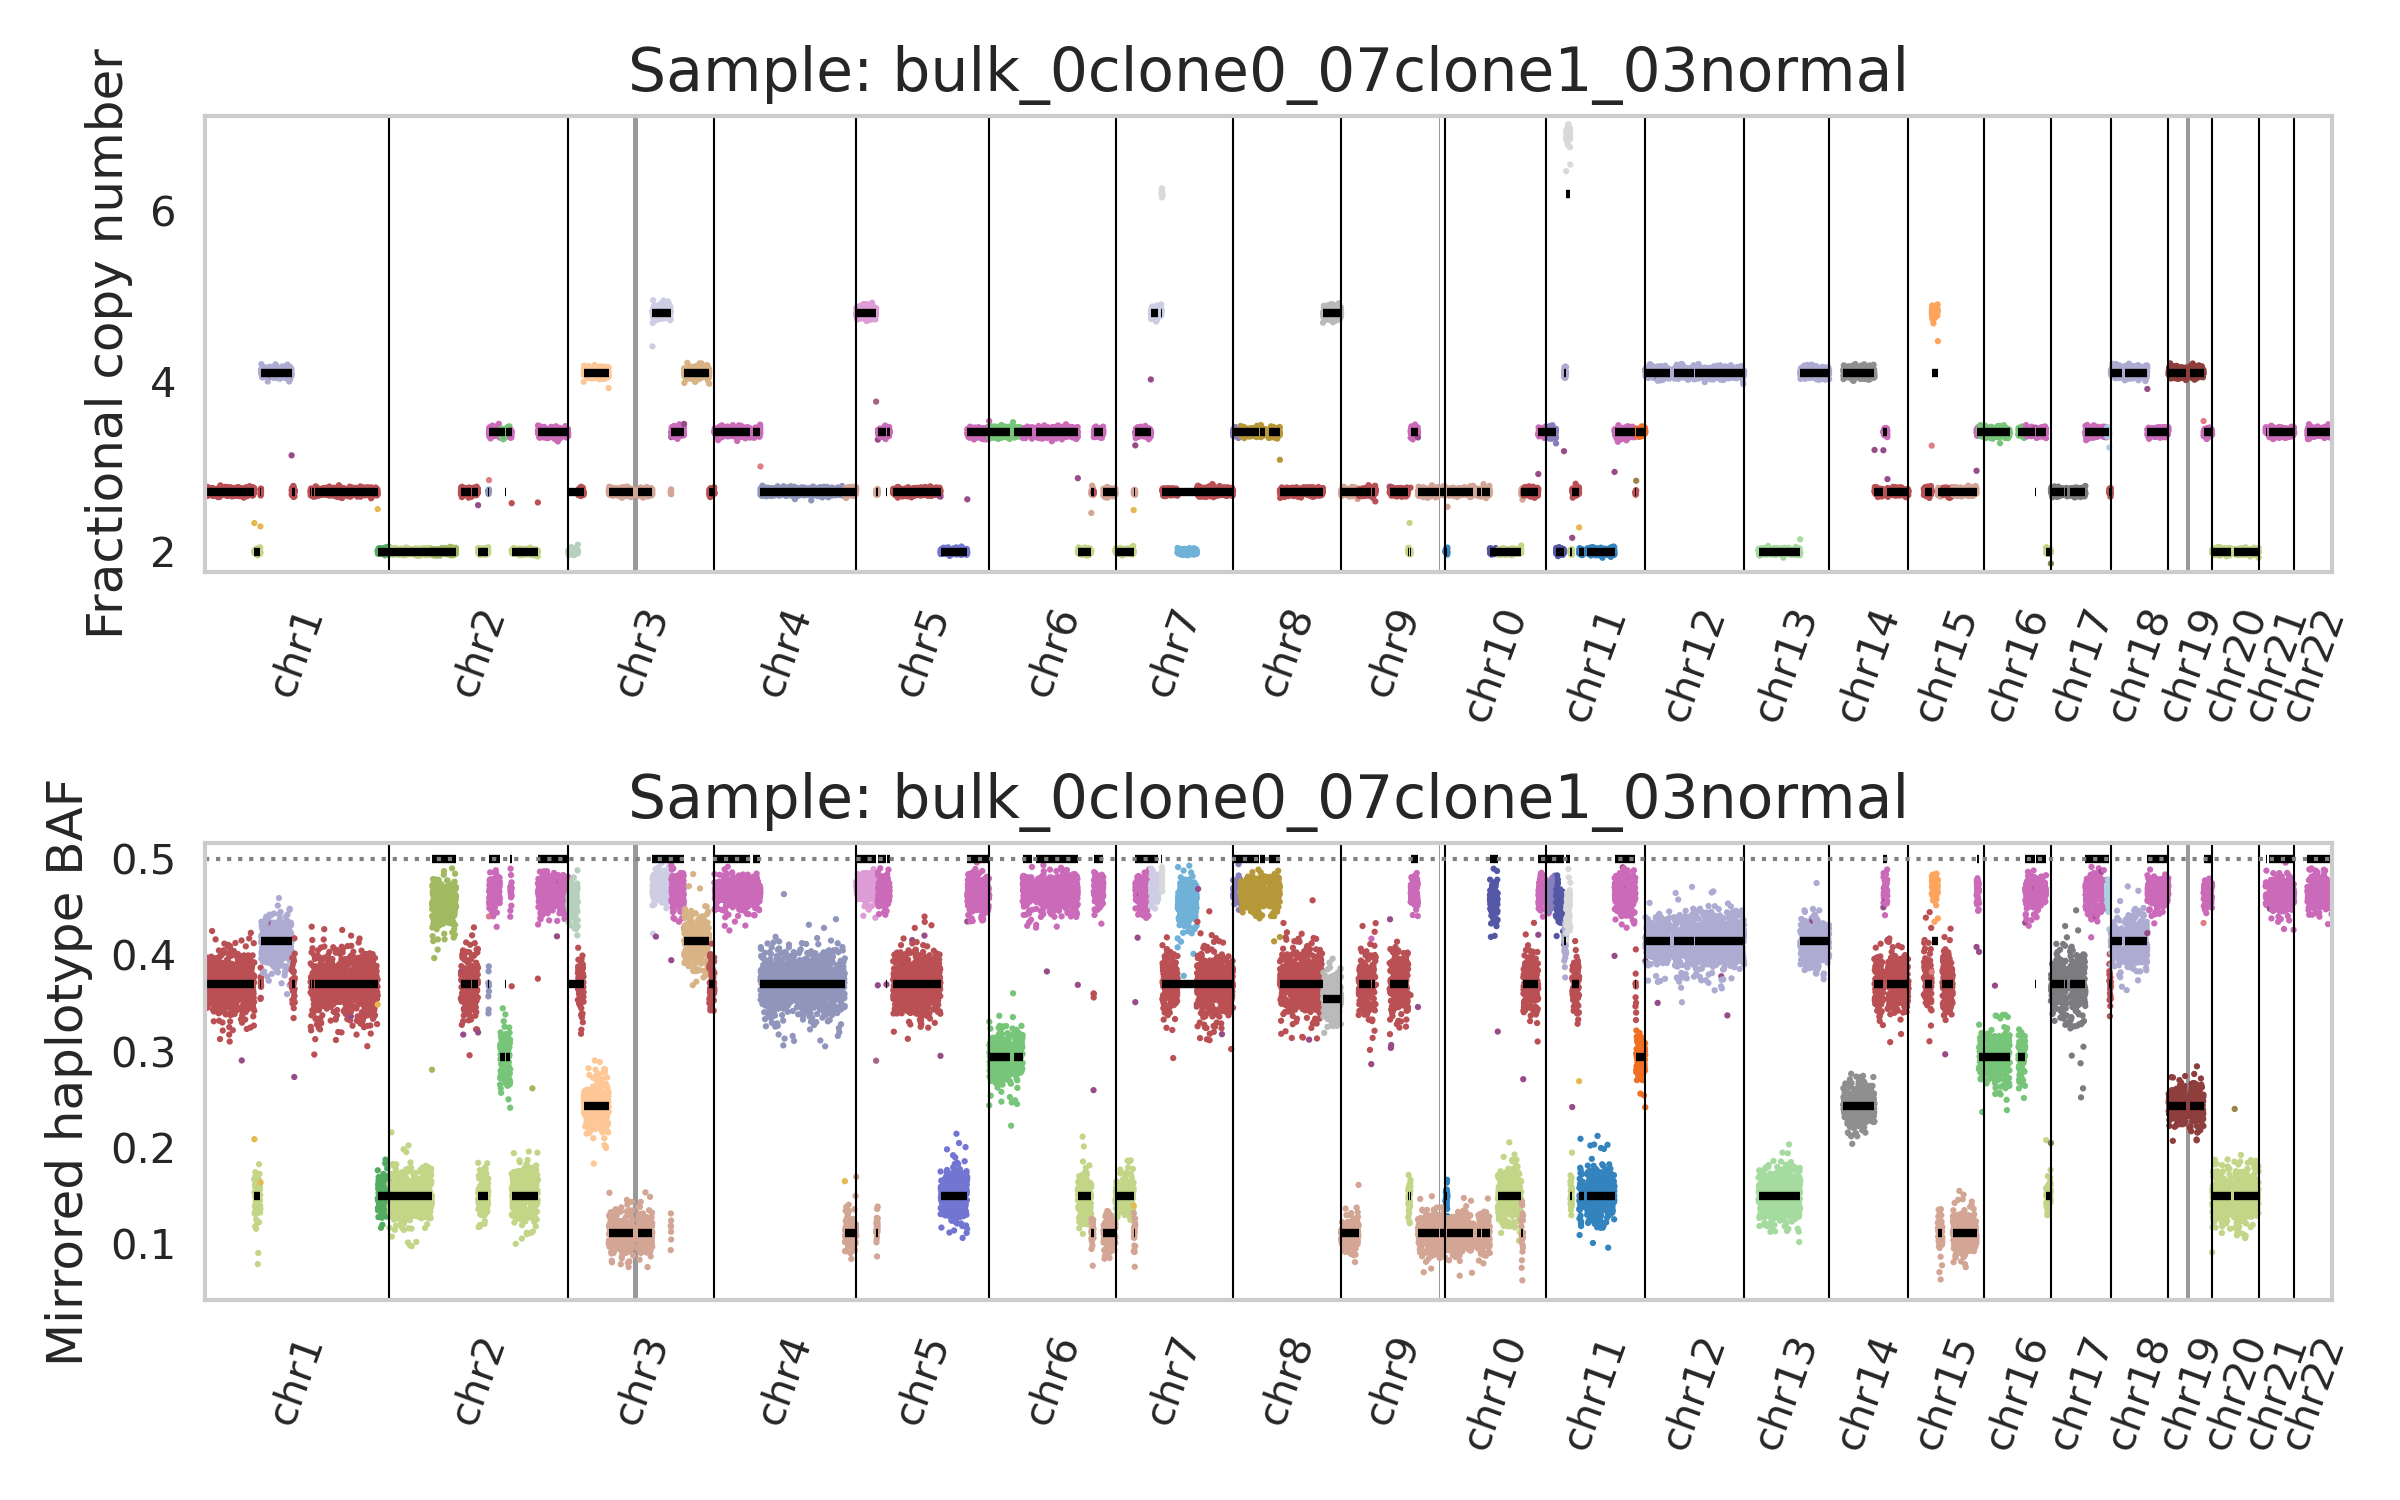 Sample: bulk_0clone0_07clone1_03normal
Fractional copy number
6
4
2
chr1
chr2
chr3
chr4
chr5
chr6
chr7
chr8
chr9
chr10
chr11
chr12
chr13
chr14
chr15
chr16
chr17
chr18
chr19
chr20
chr21
chr22
Sample: bulk_0clone0_07clone1_03normal
Mirrored haplotype BAF
0.5
0.4
0.3
0.2
0.1
chr1
chr2
chr3
chr4
chr5
chr6
chr7
chr8
chr9
chr10
chr11
chr12
chr13
chr14
chr15
chr16
chr17
chr18
chr19
chr20
chr21
chr22